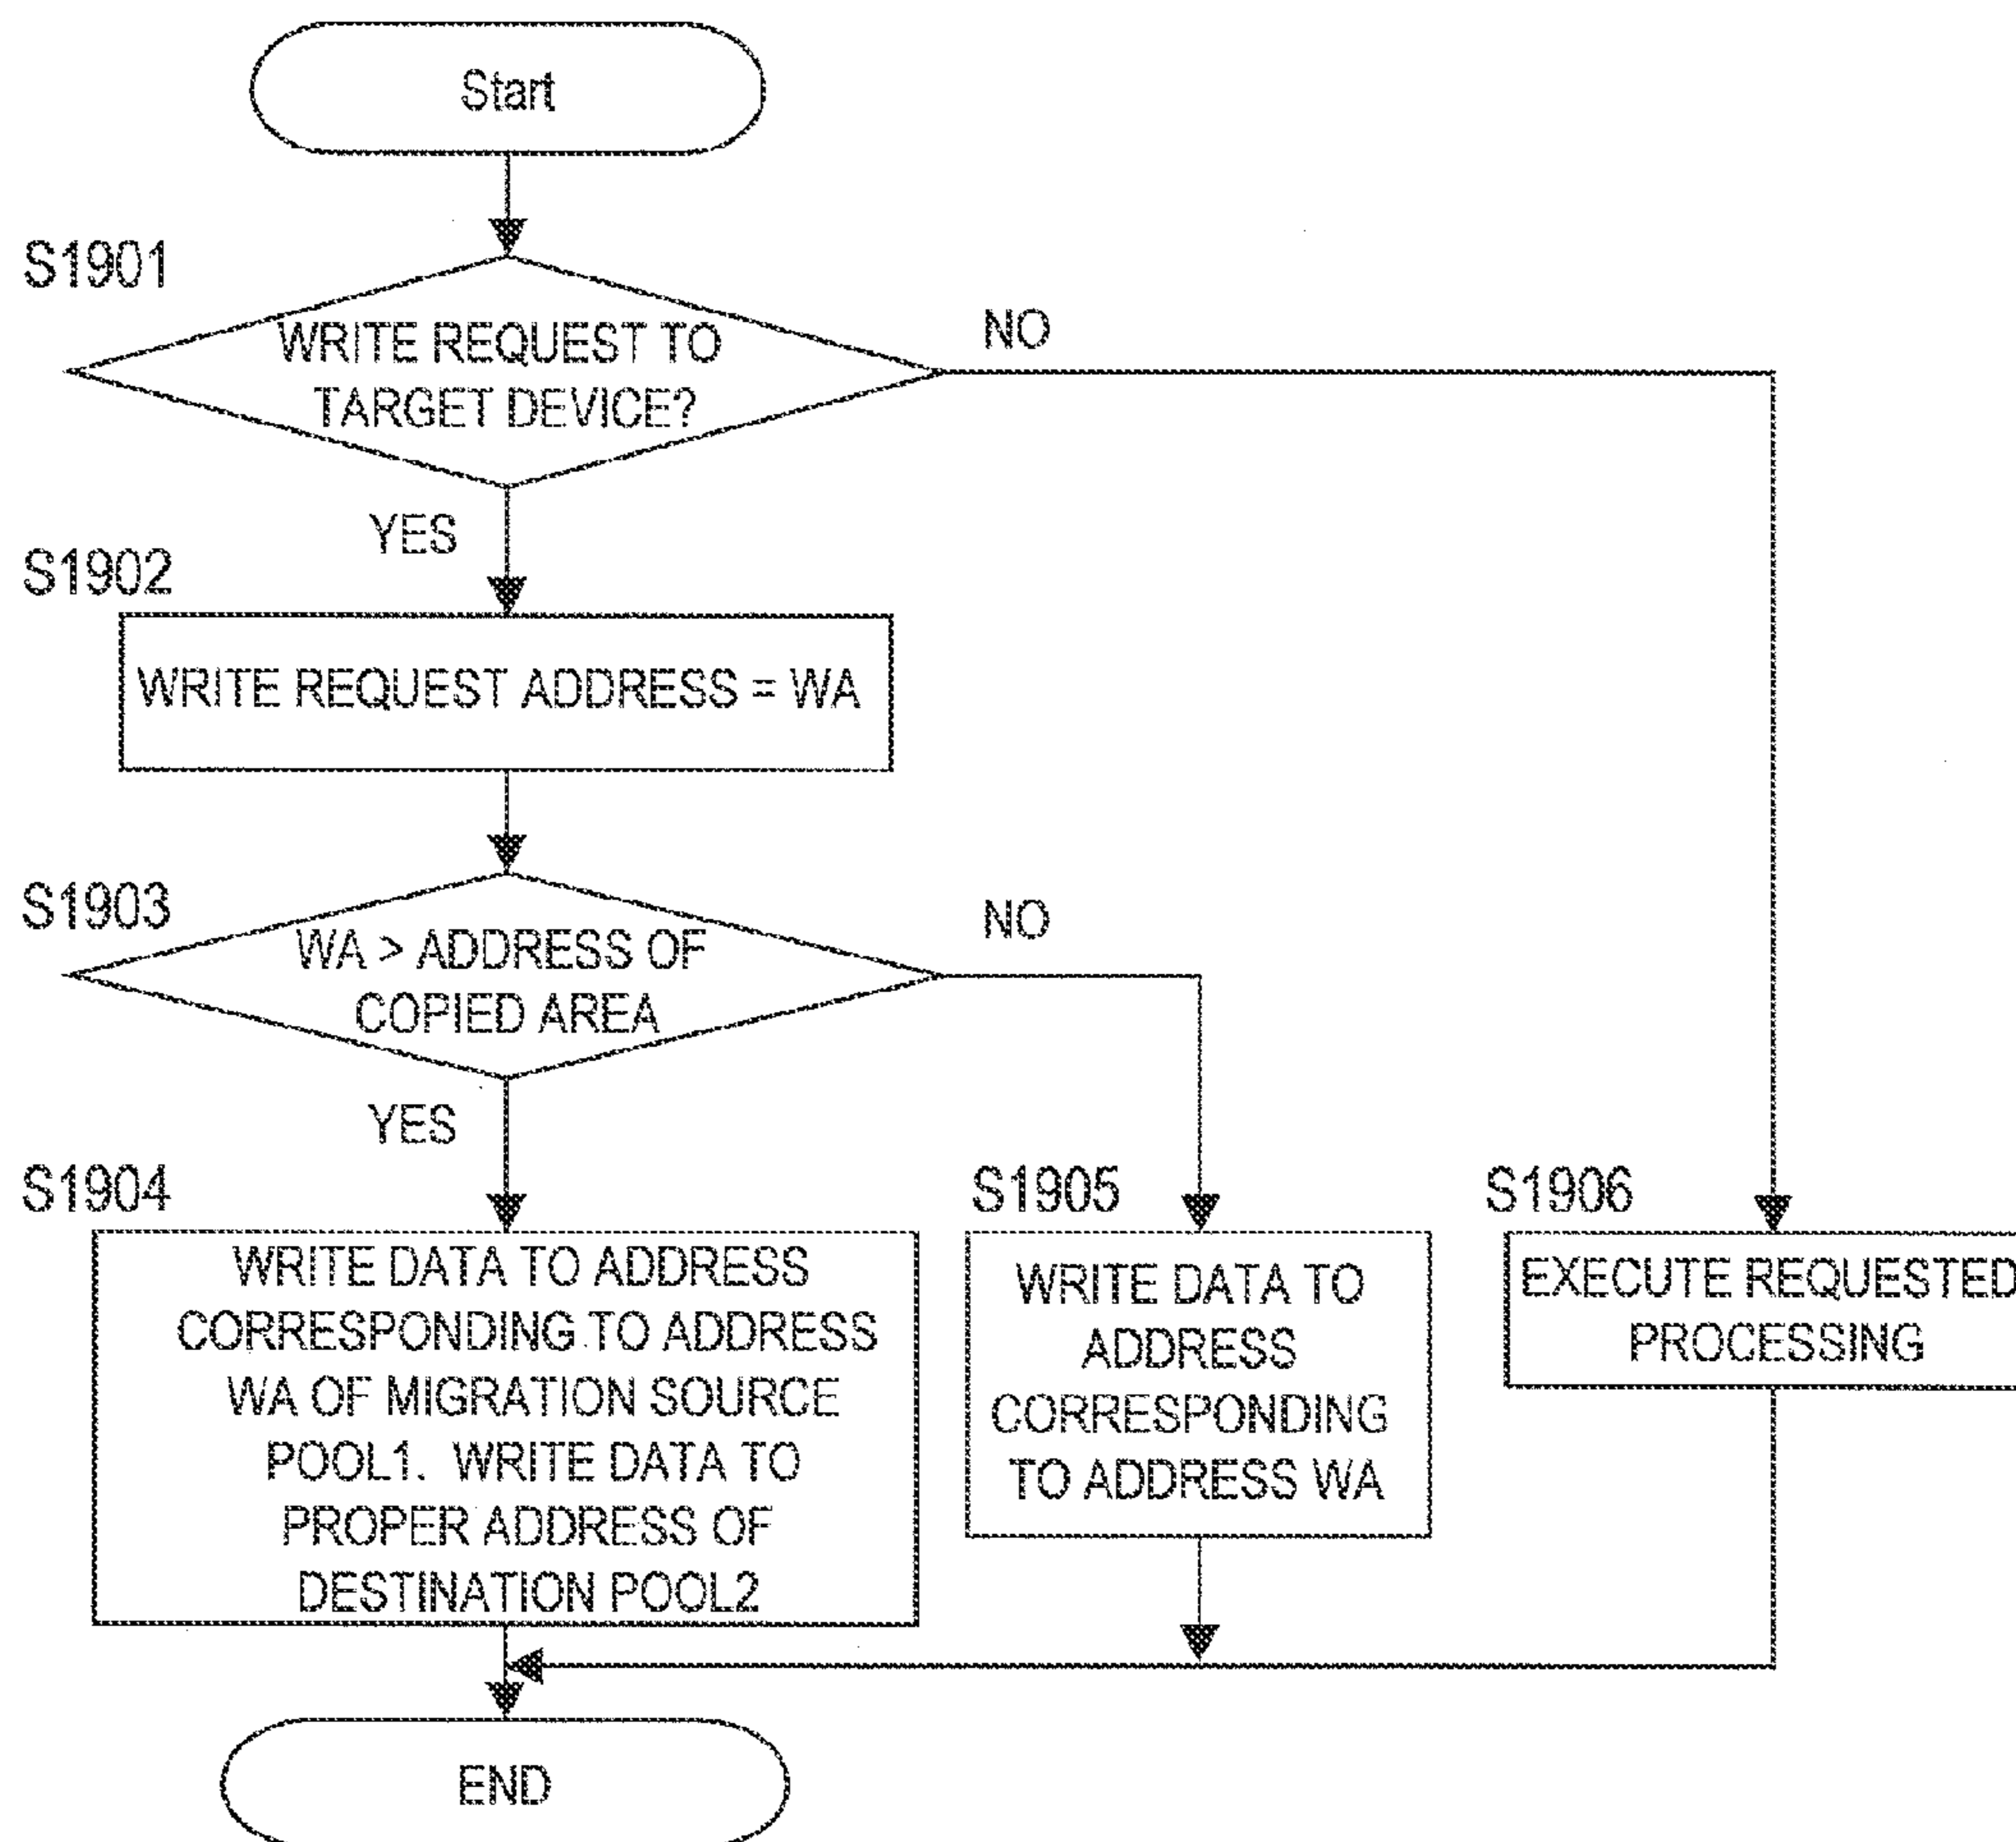 Start
S1901
WRITE REQUEST TO
TARGET DEVICE?
NO
YES
S1902
WRITE REQUEST ADDRESS = WA
S1903
WA > ADDRESS OF
COPIED AREA
NO
YES
S1904
WRITE DATA TO ADDRESS
CORRESPONDING TO ADDRESS
WA OF MIGRATION SOURCE
POOL1. WRITE DATA TO
PROPER ADDRESS OF
DESTINATION POOL2
S1905
WRITE DATA TO
ADDRESS
CORRESPONDING
TO ADDRESS WA
S1906
EXECUTE REQUESTED
PROCESSING
END